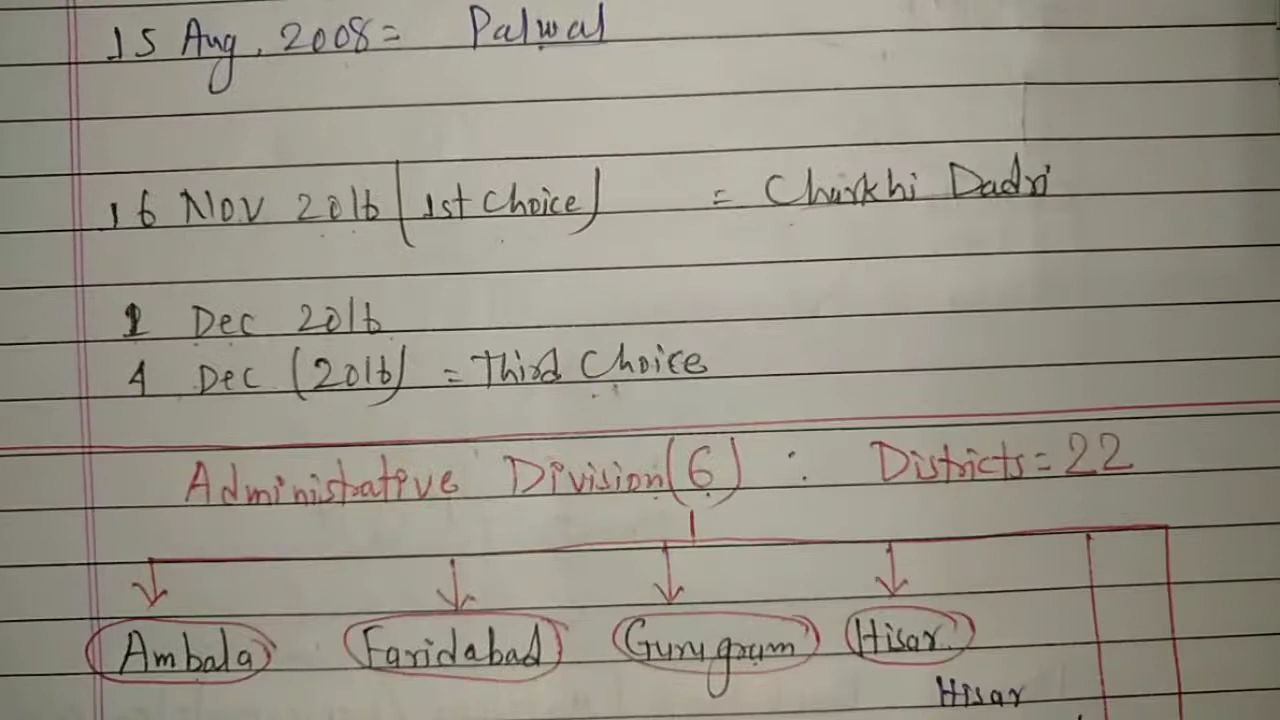 15 Aug. 2008 = Palwal
16 Nov 2016 (1st Choice) = Charkhi Dadri
1 Dec 2016
4 Dec (2016) = Third Choice
Administrative Division (6) : Districts = 22
Ambala Faridabad Gurugram Hisar
Hisar